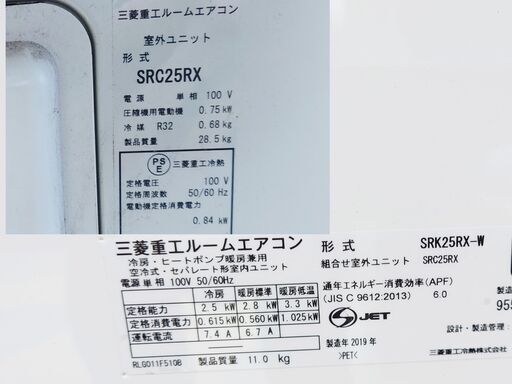 三菱重工ルームエアコン
室外ユニット
形 式
SRC25RX
電 源 単 相 100 V
圧縮機用電動機 0.75 kW
冷 媒 R32 0.68 kg
製品質量 28.5 kg
PS E 三菱重工冷熱
定格電圧 100 V
定格周波数 50/60 Hz
電動機定格消費電力
0.84 kW
三菱重工ルームエアコン 形 式 SRK25RX-W
冷房・ヒートポンプ暖房兼用 組合せ室外ユニット SRC25RX
空冷式・セパレート形室内ユニット
電源単相100V 50/60Hz 通年エネルギー消費効率(APF)
(JIS C 9612:2013) 6.0
冷房 暖房標準 暖房低温
定格能力 2.5 kW 2.8 kW 3.3 kW
定格消費電力 0.615 kW 0.560 kW 1.025 kW
運転電流 7.4 A 6.7 A
JET
955
設計・製造管理
製造年 2019 年
RLG011F510B 製品質量 11.0 kg >PET< 三菱重工冷熱株式会